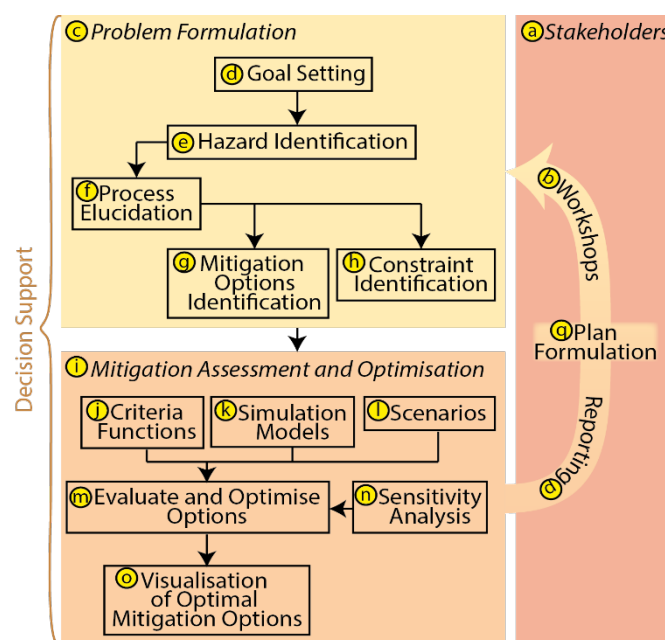 c Problem Formulation
d Goal Setting
e Hazard Identification
f Process
Elucidation
g Mitigation
Options
Identification
h Constraint
Identification
i Mitigation Assessment and Optimisation
j Criteria
Functions
k Simulation
Models
l Scenarios
m Evaluate and Optimise
Options
n Sensitivity
Analysis
o Visualisation
of Optimal
Mitigation Options
Decision Support
a Stakeholders
b Workshops
q Plan
Formulation
p Reporting